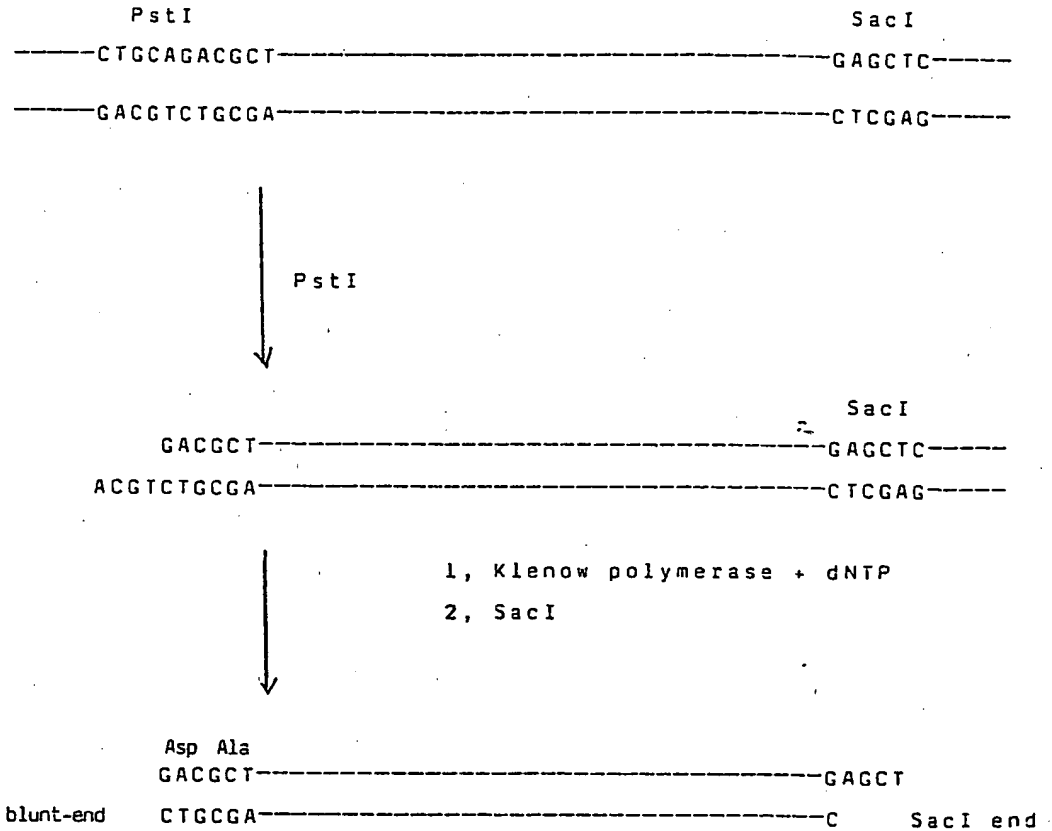 PstI SacI
-----CTGCAGACGCT--------------------------------------GAGCTC-----
-----GACGTCTGCGA--------------------------------------CTCGAG-----
PstI
SacI
GACGCT---------------------------------------GAGCTC-----
ACGTCTGCGA---------------------------------------CTCGAG-----
1, Klenow polymerase + dNTP
2, SacI
Asp Ala
GACGCT---------------------------------------GAGCT
blunt-end CTGCGA---------------------------------------C SacI end